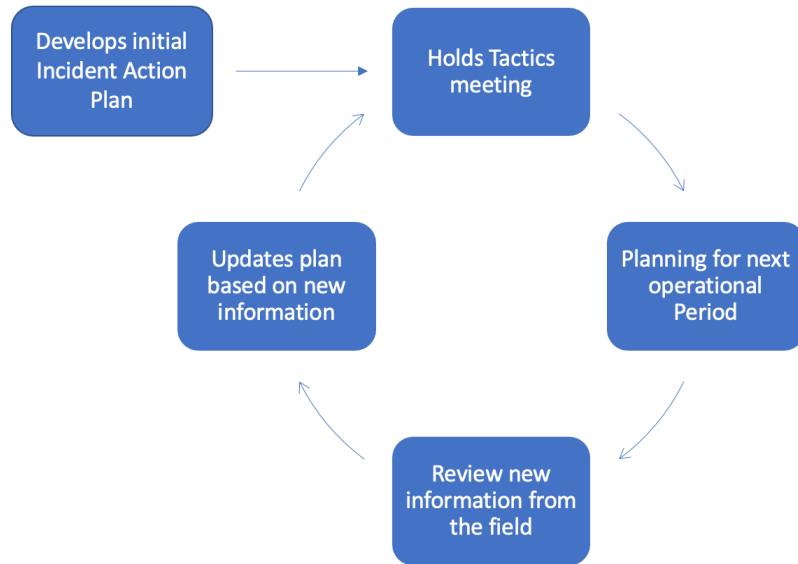 Develops initial
Incident Action
Plan
Holds Tactics
meeting
Planning for next
operational
Period
Review new
information from
the field
Updates plan
based on new
information